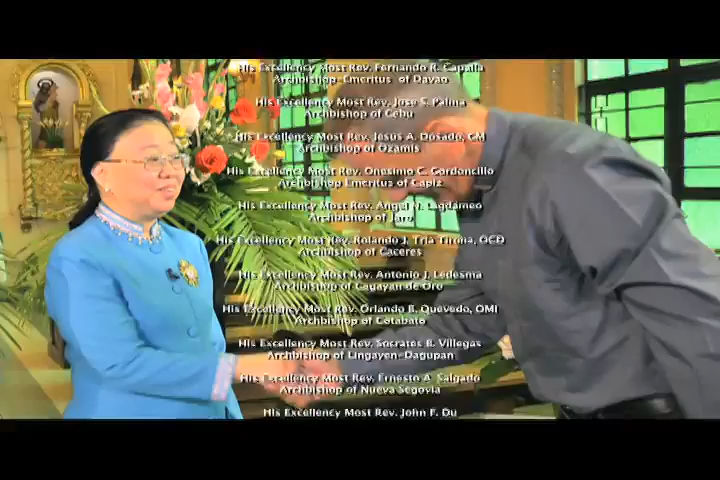 His Excellency Most Rev. Fernando R. Capalla
Archbishop-Emeritus of Davao
His Excellency Most Rev. Jose S. Palma
Archbishop of Cebu
His Excellency Most Rev. Jesus A. Dosado, CM
Archbishop of Ozamis
His Excellency Most Rev. Onesimo C. Gordoncillo
Archbishop Emeritus of Capiz
His Excellency Most Rev. Angel N. Lagdameo
Archbishop of Jaro
His Excellency Most Rev. Rolando J. Tria Tirona, OCD
Archbishop of Caceres
His Excellency Most Rev. Antonio J. Ledesma
Archbishop of Cagayan de Oro
His Excellency Most Rev. Orlando B. Quevedo, OMI
Archbishop of Cotabato
His Excellency Most Rev. Socrates B. Villegas
Archbishop of Lingayen-Dagupan
His Excellency Most Rev. Ernesto A. Salgado
Archbishop of Nueva Segovia
His Excellency Most Rev. John F. Du